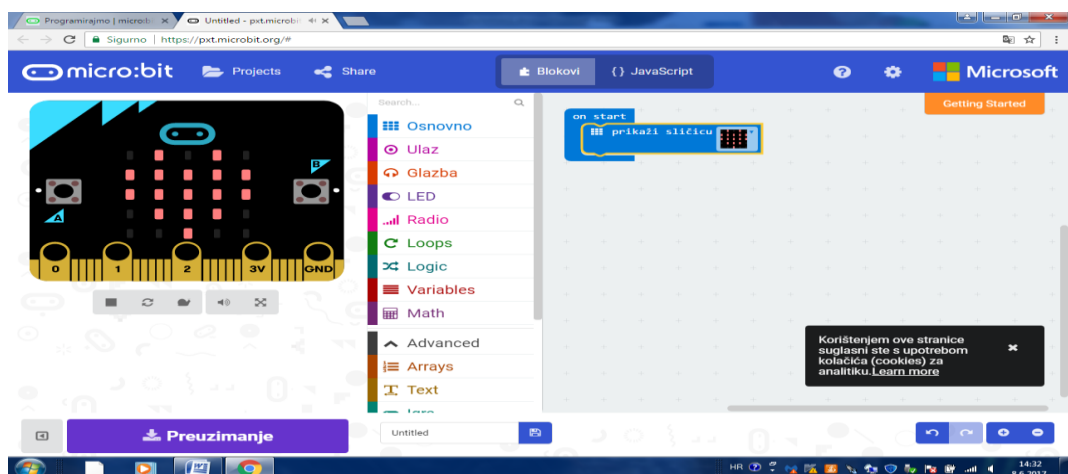 Programirajmo | micro:b
Untitled - pxt.microbit
Sigurno | https://pxt.microbit.org/#
micro:bit Projects Share Blokovi {} JavaScript ? Microsoft
Getting Started
Search...
Osnovno
Ulaz
Glazba
LED
Radio
Loops
Logic
Variables
Math
Advanced
Arrays
Text
on start
prikaži sličicu
B
A
0 1 2 3V GND
Korištenjem ove stranice
suglasni ste s upotrebom
kolačića (cookies) za
analitiku.Learn more
Preuzimanje
Untitled
HR
14:32
8.6.2017